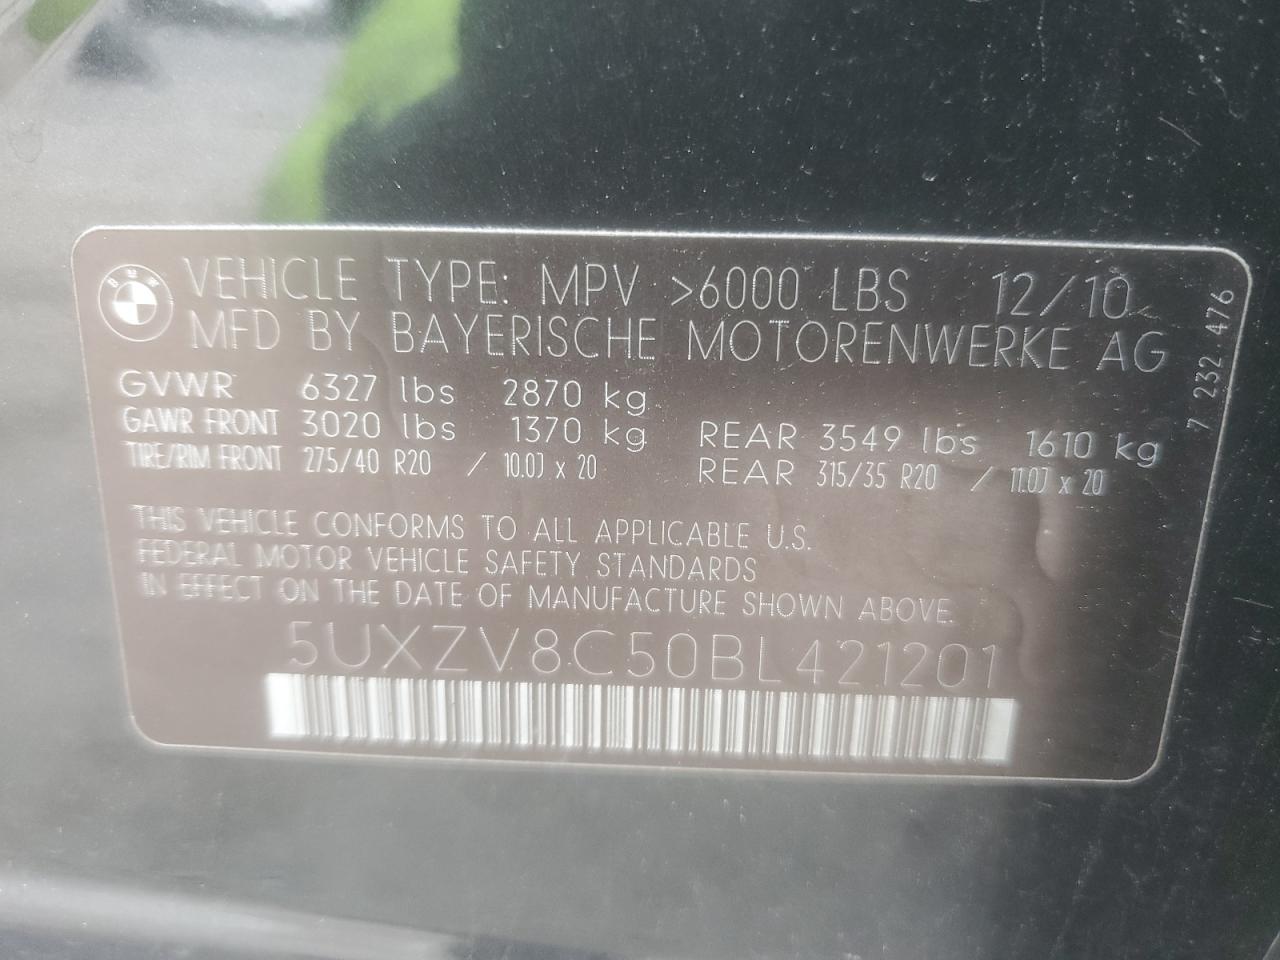 BMW
VEHICLE TYPE: MPV >6000 LBS 12/10
MFD BY BAYERISCHE MOTORENWERKE AG
GVWR 6327 lbs 2870 kg
GAWR FRONT 3020 lbs 1370 kg REAR 3549 lbs 1610 kg
TIRE/RIM FRONT 275/40 R20 / 10.0J x 20 REAR 315/35 R20 / 11.0J x 20
THIS VEHICLE CONFORMS TO ALL APPLICABLE U.S.
FEDERAL MOTOR VEHICLE SAFETY STANDARDS
IN EFFECT ON THE DATE OF MANUFACTURE SHOWN ABOVE.
5UXZV8C50BL421201
7 232 476